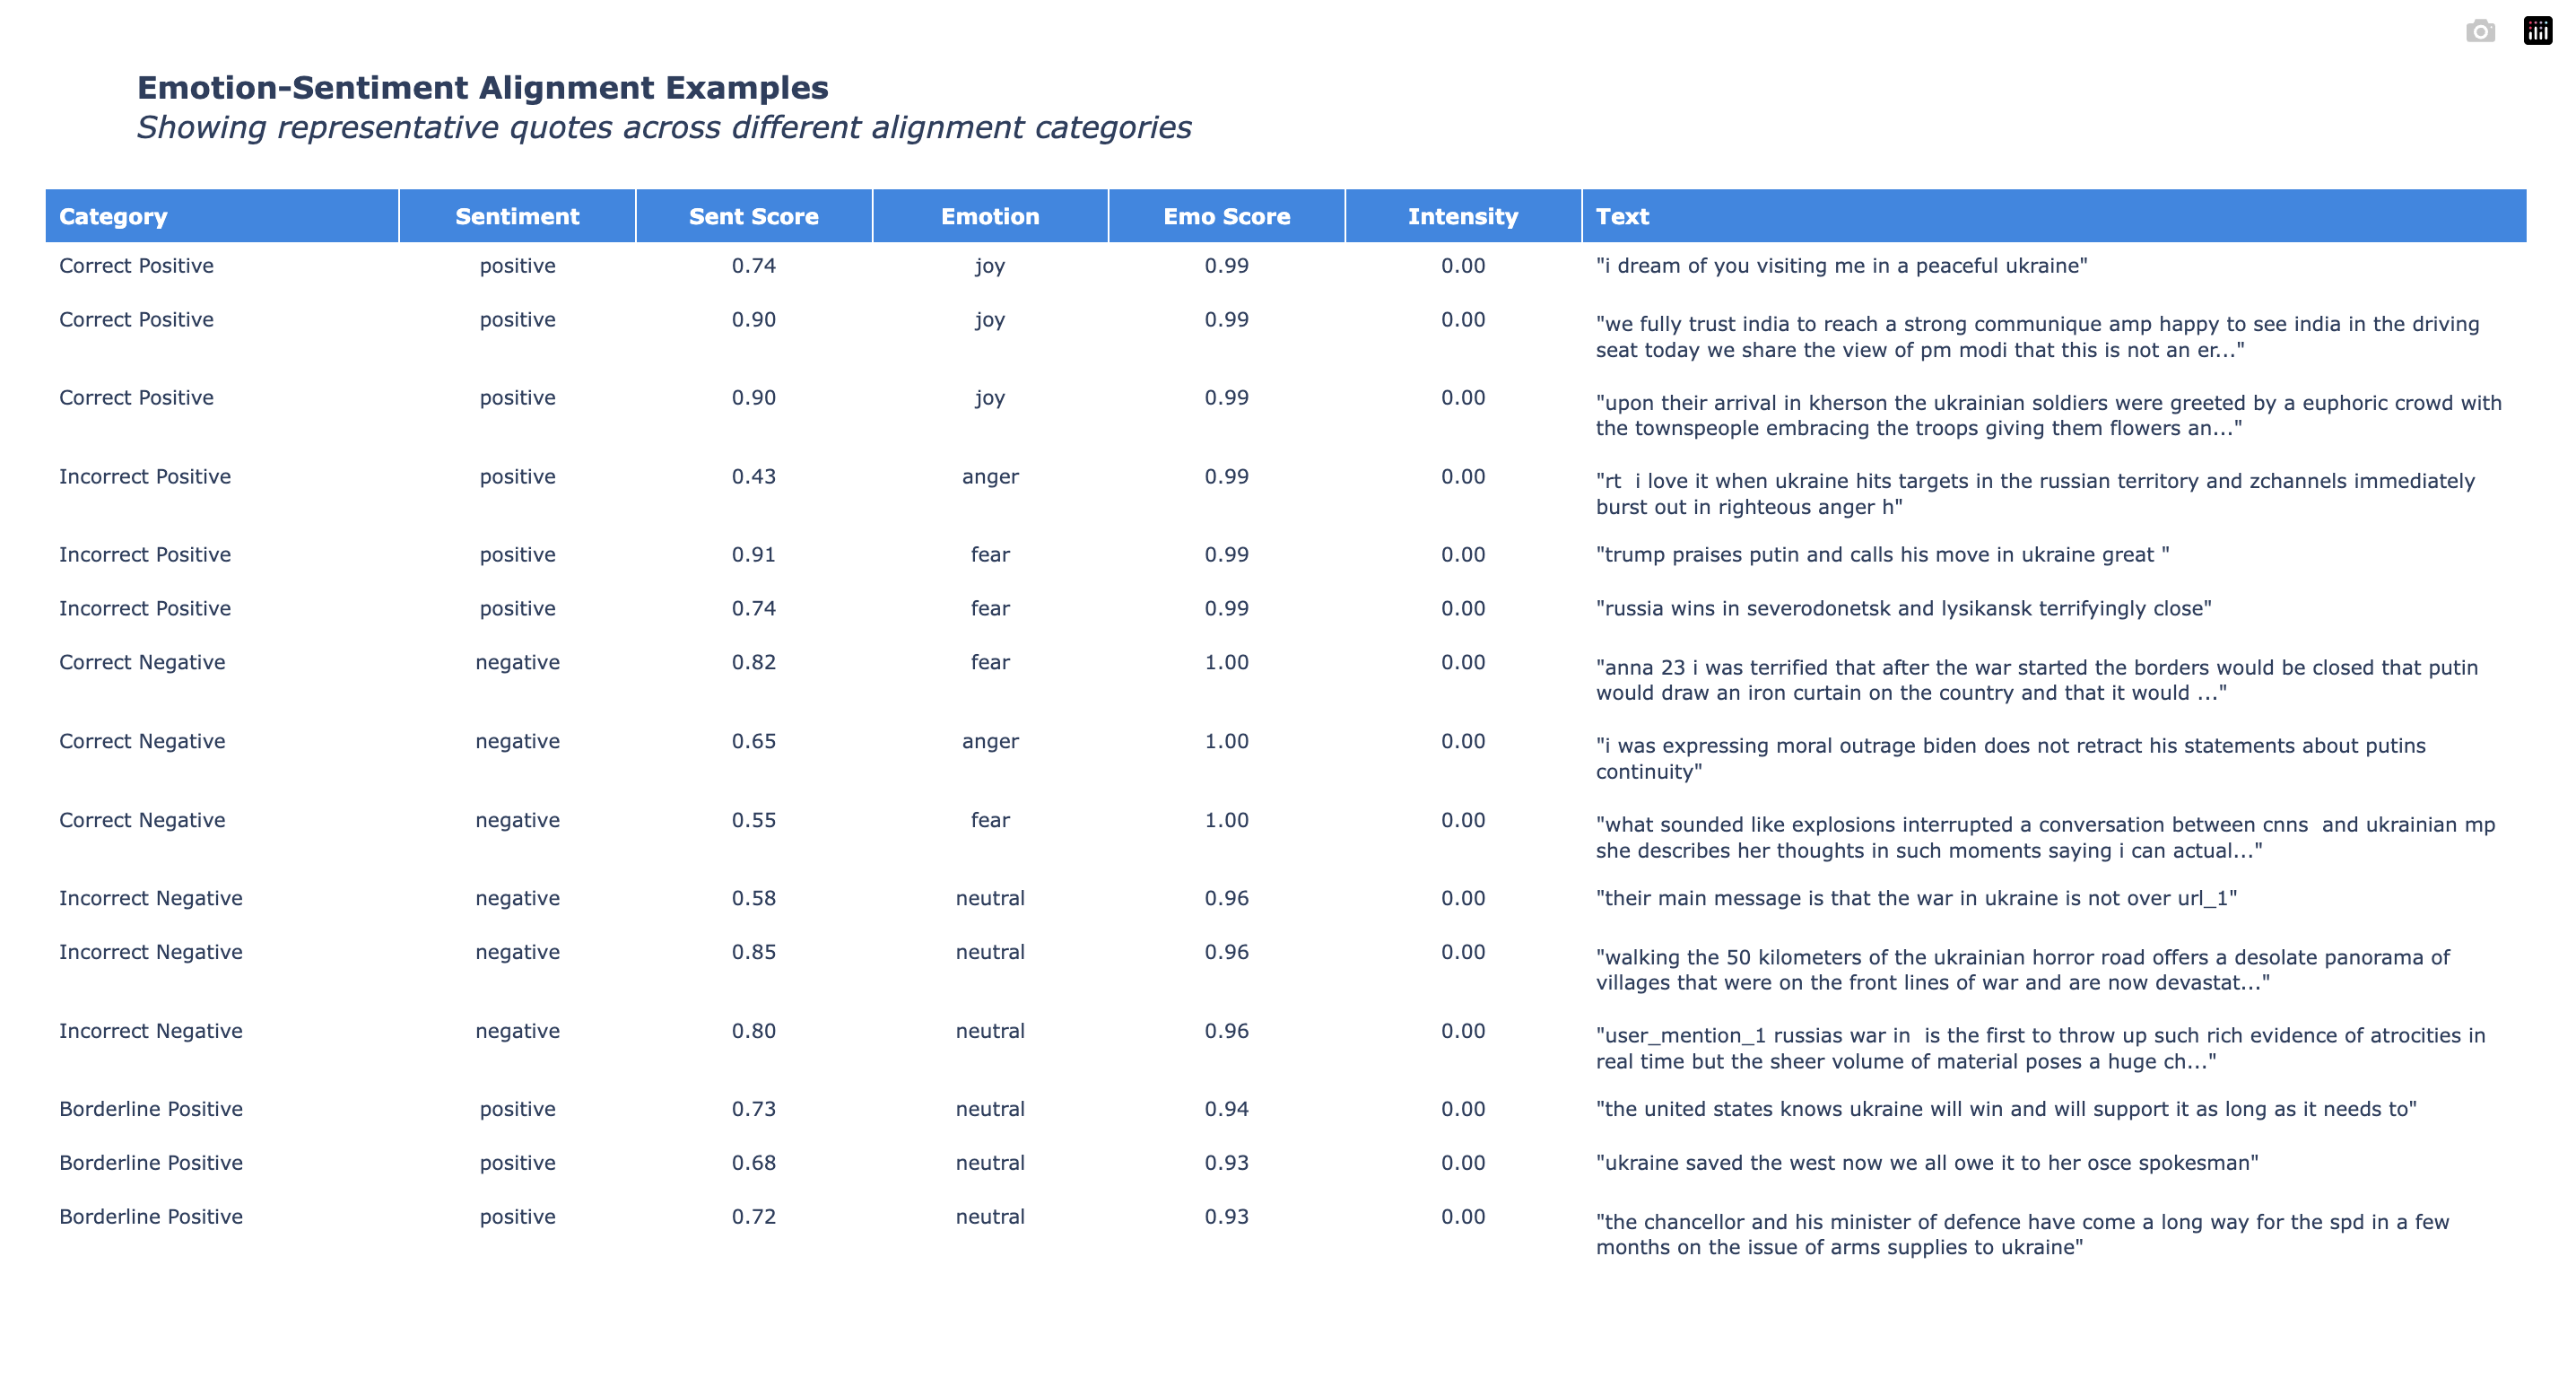 Emotion-Sentiment Alignment Examples
Showing representative quotes across different alignment categories
Category Sentiment Sent Score Emotion Emo Score Intensity Text
Correct Positive positive 0.74 joy 0.99 0.00 "i dream of you visiting me in a peaceful ukraine"
Correct Positive positive 0.90 joy 0.99 0.00 "we fully trust india to reach a strong communique amp happy to see india in the driving
seat today we share the view of pm modi that this is not an er..."
Correct Positive positive 0.90 joy 0.99 0.00 "upon their arrival in kherson the ukrainian soldiers were greeted by a euphoric crowd with
the townspeople embracing the troops giving them flowers an..."
Incorrect Positive positive 0.43 anger 0.99 0.00 "rt  i love it when ukraine hits targets in the russian territory and zchannels immediately
burst out in righteous anger h"
Incorrect Positive positive 0.91 fear 0.99 0.00 "trump praises putin and calls his move in ukraine great "
Incorrect Positive positive 0.74 fear 0.99 0.00 "russia wins in severodonetsk and lysikansk terrifyingly close"
Correct Negative negative 0.82 fear 1.00 0.00 "anna 23 i was terrified that after the war started the borders would be closed that putin
would draw an iron curtain on the country and that it would ..."
Correct Negative negative 0.65 anger 1.00 0.00 "i was expressing moral outrage biden does not retract his statements about putins
continuity"
Correct Negative negative 0.55 fear 1.00 0.00 "what sounded like explosions interrupted a conversation between cnns  and ukrainian mp
she describes her thoughts in such moments saying i can actual..."
Incorrect Negative negative 0.58 neutral 0.96 0.00 "their main message is that the war in ukraine is not over url_1"
Incorrect Negative negative 0.85 neutral 0.96 0.00 "walking the 50 kilometers of the ukrainian horror road offers a desolate panorama of
villages that were on the front lines of war and are now devastat..."
Incorrect Negative negative 0.80 neutral 0.96 0.00 "user_mention_1 russias war in  is the first to throw up such rich evidence of atrocities in
real time but the sheer volume of material poses a huge ch..."
Borderline Positive positive 0.73 neutral 0.94 0.00 "the united states knows ukraine will win and will support it as long as it needs to"
Borderline Positive positive 0.68 neutral 0.93 0.00 "ukraine saved the west now we all owe it to her osce spokesman"
Borderline Positive positive 0.72 neutral 0.93 0.00 "the chancellor and his minister of defence have come a long way for the spd in a few
months on the issue of arms supplies to ukraine"